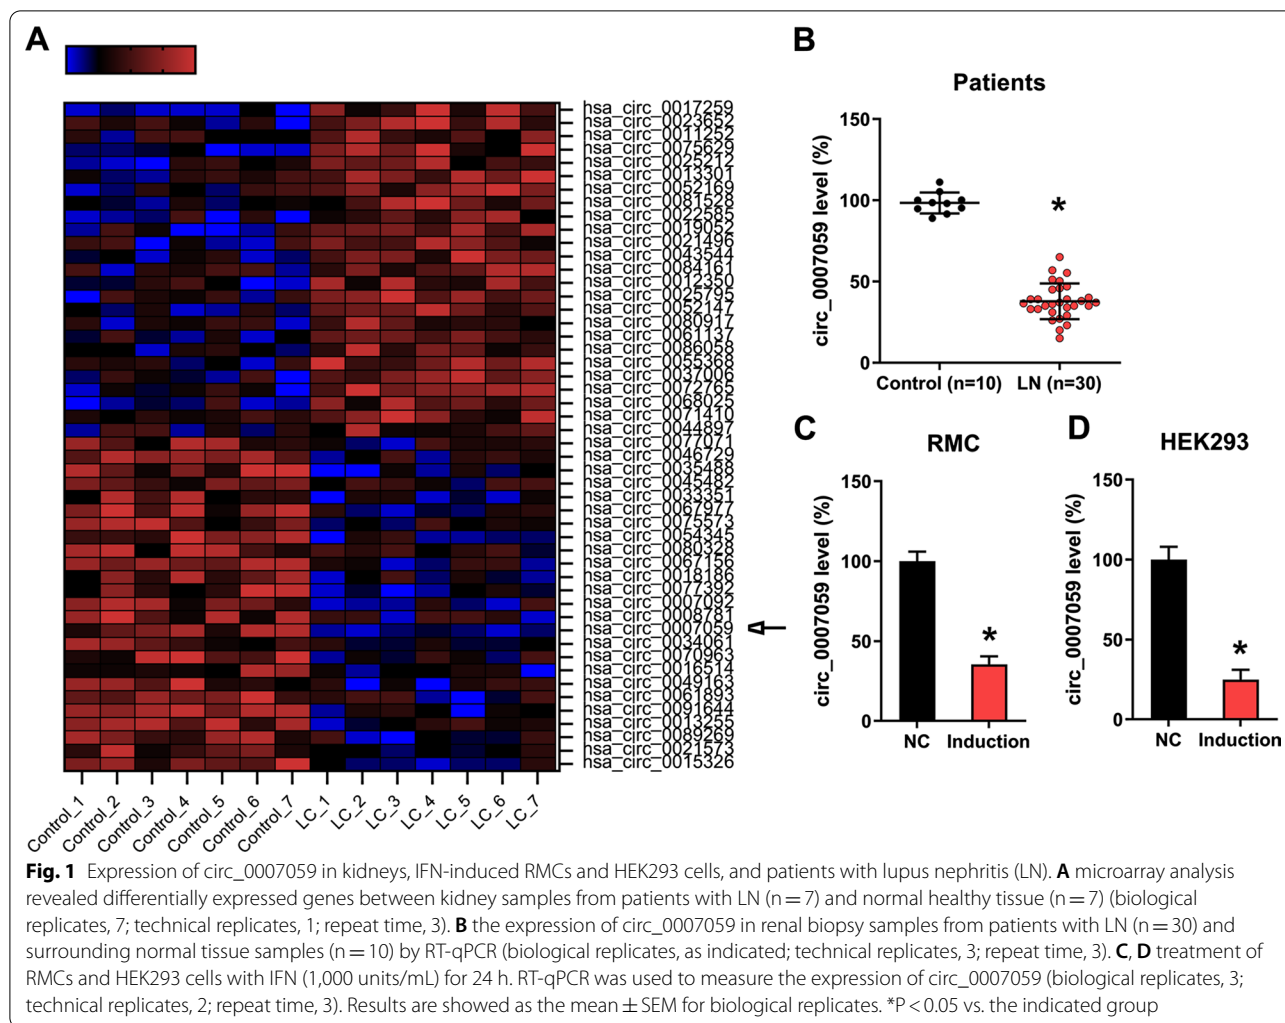 A
hsa_circ_0017259
hsa_circ_0023652
hsa_circ_0011252
hsa_circ_0075629
hsa_circ_0025212
hsa_circ_0013301
hsa_circ_0052169
hsa_circ_0081528
hsa_circ_0022585
hsa_circ_0019052
hsa_circ_0021496
hsa_circ_0043544
hsa_circ_0084161
hsa_circ_0012350
hsa_circ_0025795
hsa_circ_0052147
hsa_circ_0080917
hsa_circ_0061137
hsa_circ_0086058
hsa_circ_0055368
hsa_circ_0037006
hsa_circ_0072765
hsa_circ_0068025
hsa_circ_0071410
hsa_circ_0044897
hsa_circ_0077071
hsa_circ_0046729
hsa_circ_0035488
hsa_circ_0045482
hsa_circ_0033351
hsa_circ_0067977
hsa_circ_0075573
hsa_circ_0054345
hsa_circ_0080328
hsa_circ_0067156
hsa_circ_0018186
hsa_circ_0077392
hsa_circ_0007092
hsa_circ_0008781
hsa_circ_0007059
hsa_circ_0034061
hsa_circ_0070963
hsa_circ_0016514
hsa_circ_0049163
hsa_circ_0061893
hsa_circ_0091644
hsa_circ_0013255
hsa_circ_0089269
hsa_circ_0021573
hsa_circ_0015326
Control_1
Control_2
Control_3
Control_4
Control_5
Control_6
Control_7
LC_1
LC_2
LC_3
LC_4
LC_5
LC_6
LC_7
B
Patients
circ_0007059 level (%)
150
100
50
0
*
Control (n=10) LN (n=30)
C
RMC
circ_0007059 level (%)
150
100
50
0
*
NC Induction
D
HEK293
circ_0007059 level (%)
150
100
50
0
*
NC Induction
Fig. 1 Expression of circ_0007059 in kidneys, IFN-induced RMCs and HEK293 cells, and patients with lupus nephritis (LN). A microarray analysis
revealed differentially expressed genes between kidney samples from patients with LN (n = 7) and normal healthy tissue (n = 7) (biological
replicates, 7; technical replicates, 1; repeat time, 3). B the expression of circ_0007059 in renal biopsy samples from patients with LN (n = 30) and
surrounding normal tissue samples (n = 10) by RT-qPCR (biological replicates, as indicated; technical replicates, 3; repeat time, 3). C, D treatment of
RMCs and HEK293 cells with IFN (1,000 units/mL) for 24 h. RT-qPCR was used to measure the expression of circ_0007059 (biological replicates, 3;
technical replicates, 2; repeat time, 3). Results are showed as the mean ± SEM for biological replicates. *P < 0.05 vs. the indicated group